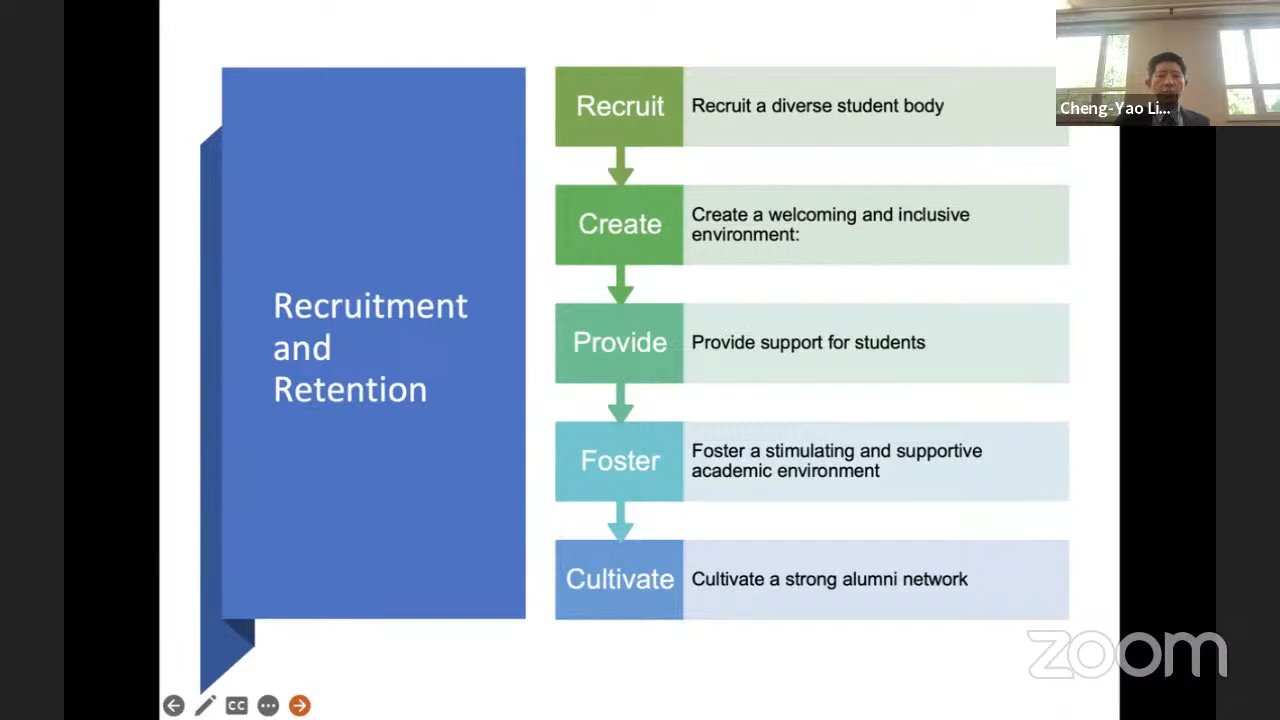 Recruitment
and
Retention
Recruit
Recruit a diverse student body
Create
Create a welcoming and inclusive
environment:
Provide
Provide support for students
Foster
Foster a stimulating and supportive
academic environment
Cultivate
Cultivate a strong alumni network
Cheng-Yao Li...
zoom
CC